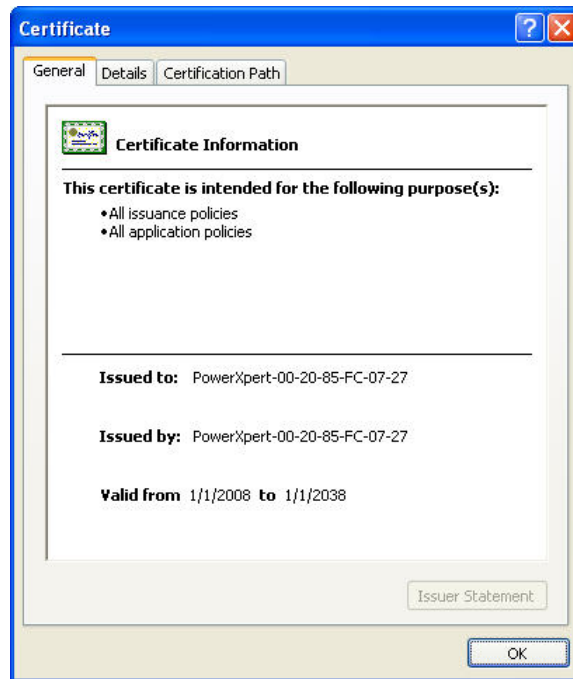 Certificate
General Details Certification Path
Certificate Information
This certificate is intended for the following purpose(s):
•All issuance policies
•All application policies
Issued to: PowerXpert-00-20-85-FC-07-27
Issued by: PowerXpert-00-20-85-FC-07-27
Valid from 1/1/2008 to 1/1/2038
Issuer Statement
OK